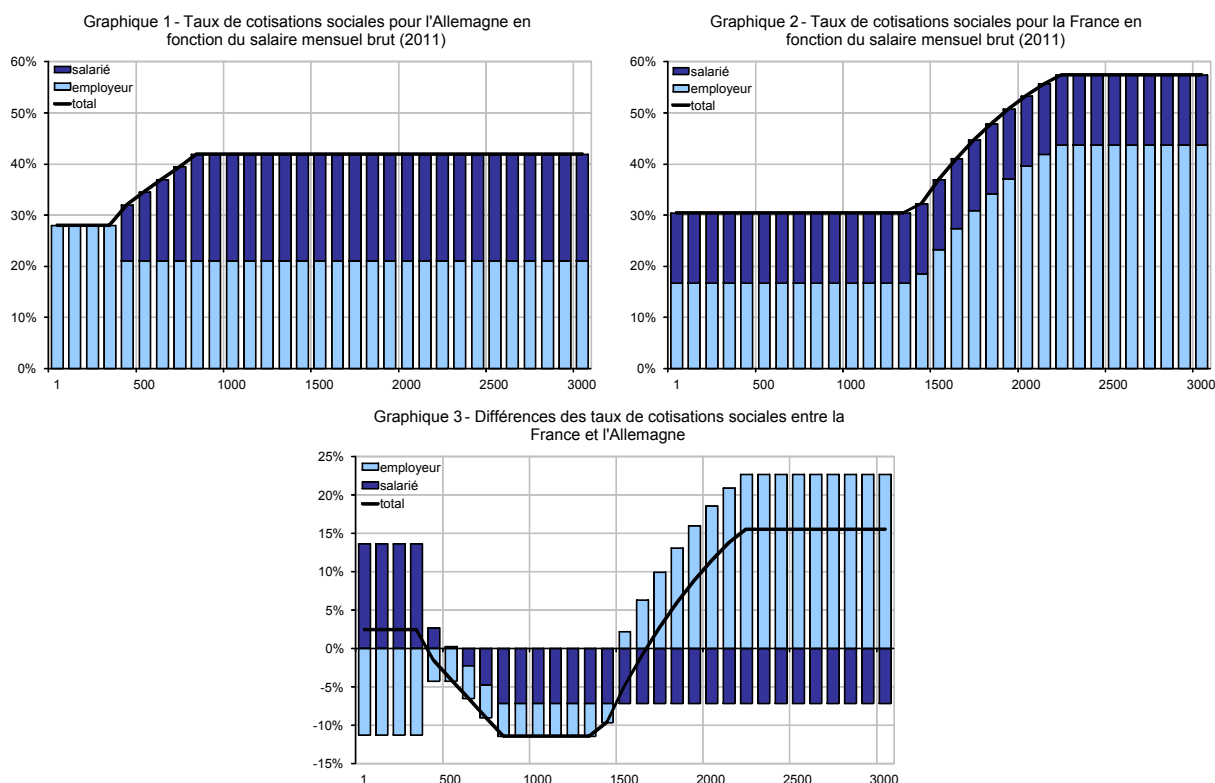 Graphique 1 - Taux de cotisations sociales pour l'Allemagne en
fonction du salaire mensuel brut (2011)
60%
50%
40%
30%
20%
10%
0%
salarié
employeur
total
1
500
1000
1500
2000
2500
3000
Graphique 2 - Taux de cotisations sociales pour la France en
fonction du salaire mensuel brut (2011)
60%
50%
40%
30%
20%
10%
0%
salarié
employeur
total
1
500
1000
1500
2000
2500
3000
Graphique 3 - Différences des taux de cotisations sociales entre la
France et l'Allemagne
25%
20%
15%
10%
5%
0%
-5%
-10%
-15%
employeur
salarié
total
1
500
1000
1500
2000
2500
3000